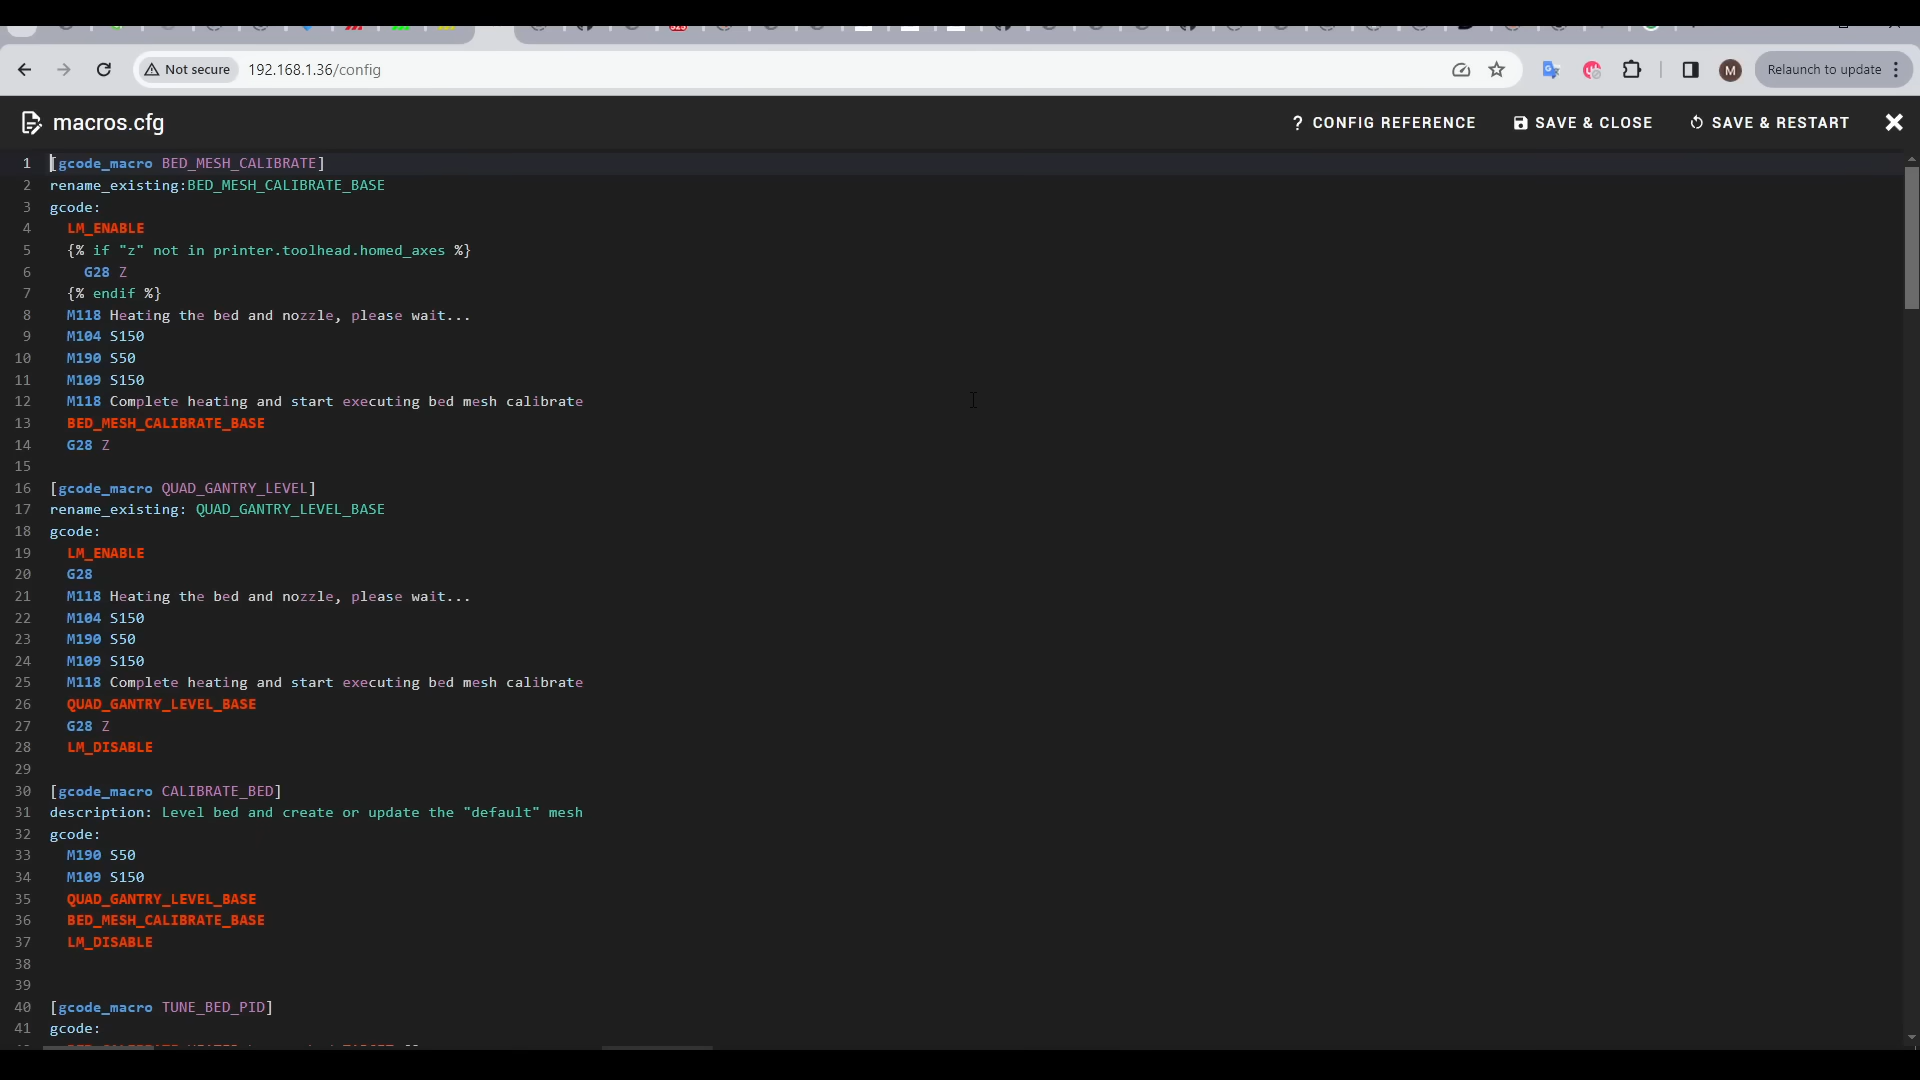 Not secure 192.168.1.36/config M Relaunch to update
macros.cfg ? CONFIG REFERENCE SAVE & CLOSE SAVE & RESTART
1 [gcode_macro BED_MESH_CALIBRATE]
2 rename_existing:BED_MESH_CALIBRATE_BASE
3 gcode:
4 LM_ENABLE
5 {% if "z" not in printer.toolhead.homed_axes %}
6 G28 Z
7 {% endif %}
8 M118 Heating the bed and nozzle, please wait...
9 M104 S150
10 M190 S50
11 M109 S150
12 M118 Complete heating and start executing bed mesh calibrate
13 BED_MESH_CALIBRATE_BASE
14 G28 Z
15
16 [gcode_macro QUAD_GANTRY_LEVEL]
17 rename_existing: QUAD_GANTRY_LEVEL_BASE
18 gcode:
19 LM_ENABLE
20 G28
21 M118 Heating the bed and nozzle, please wait...
22 M104 S150
23 M190 S50
24 M109 S150
25 M118 Complete heating and start executing bed mesh calibrate
26 QUAD_GANTRY_LEVEL_BASE
27 G28 Z
28 LM_DISABLE
29
30 [gcode_macro CALIBRATE_BED]
31 description: Level bed and create or update the "default" mesh
32 gcode:
33 M190 S50
34 M109 S150
35 QUAD_GANTRY_LEVEL_BASE
36 BED_MESH_CALIBRATE_BASE
37 LM_DISABLE
38
39
40 [gcode_macro TUNE_BED_PID]
41 gcode: